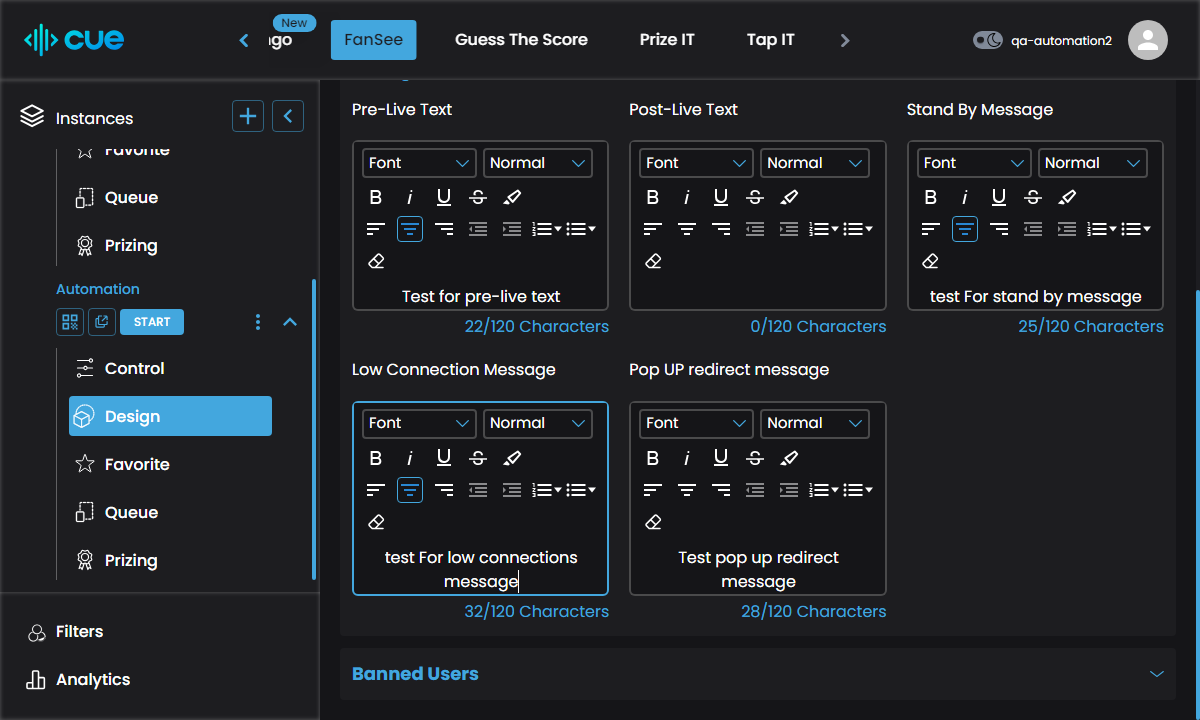 CUE
New
FanSee
Guess The Score
Prize IT
Tap IT
qa-automation2
Instances
Favorite
Queue
Prizing
Automation
START
Control
Design
Favorite
Queue
Prizing
Filters
Analytics
Pre-Live Text
Font
Normal
B i U S
Test for pre-live text
22/120 Characters
Post-Live Text
Font
Normal
B i U S
0/120 Characters
Stand By Message
Font
Normal
B i U S
test For stand by message
25/120 Characters
Low Connection Message
Font
Normal
B i U S
test For low connections
message
32/120 Characters
Pop UP redirect message
Font
Normal
B i U S
Test pop up redirect
message
28/120 Characters
Banned Users